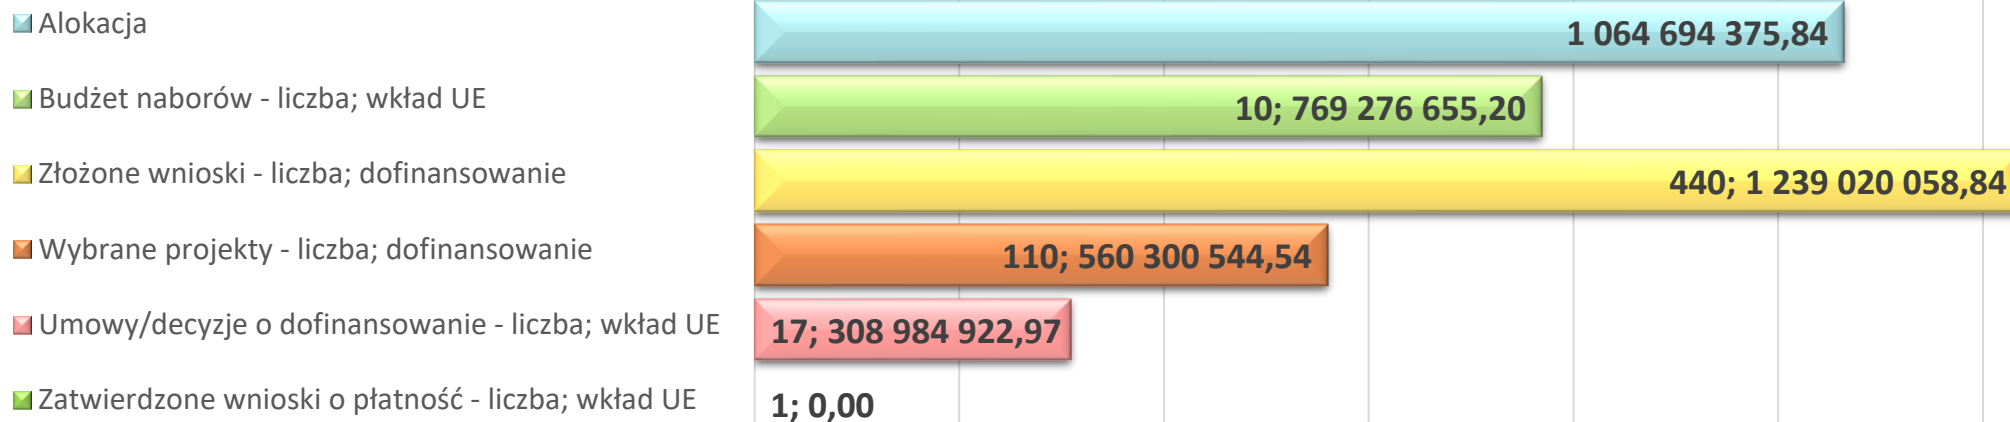 Alokacja
1 064 694 375,84
Budżet naborów - liczba; wkład UE
10; 769 276 655,20
Złożone wnioski - liczba; dofinansowanie
440; 1 239 020 058,84
Wybrane projekty - liczba; dofinansowanie
110; 560 300 544,54
Umowy/decyzje o dofinansowanie - liczba; wkład UE
17; 308 984 922,97
Zatwierdzone wnioski o płatność - liczba; wkład UE
1; 0,00